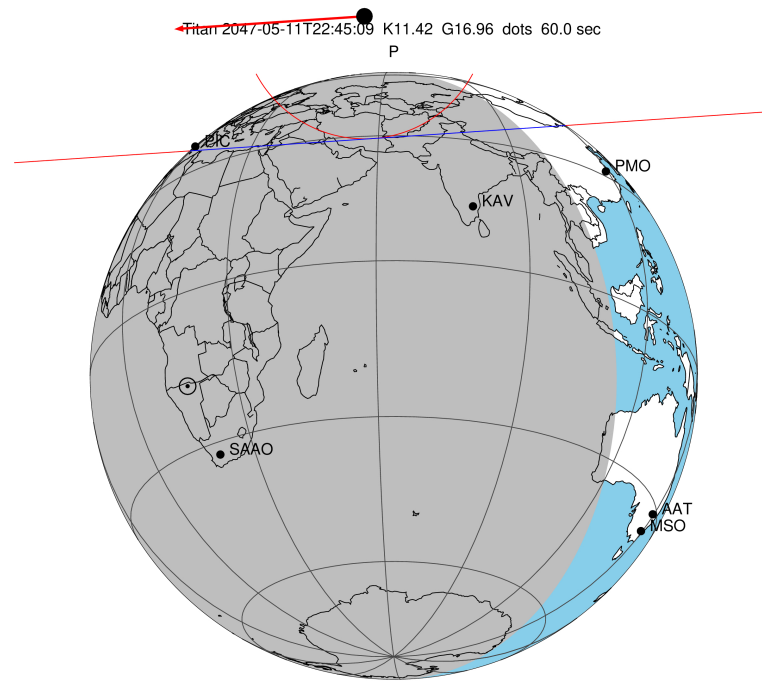 Titan 2047-05-11T22:45:09 K11.42 G16.96 dots 60.0 sec
P
PIC
PMO
KAV
SAAO
AAT
MSO